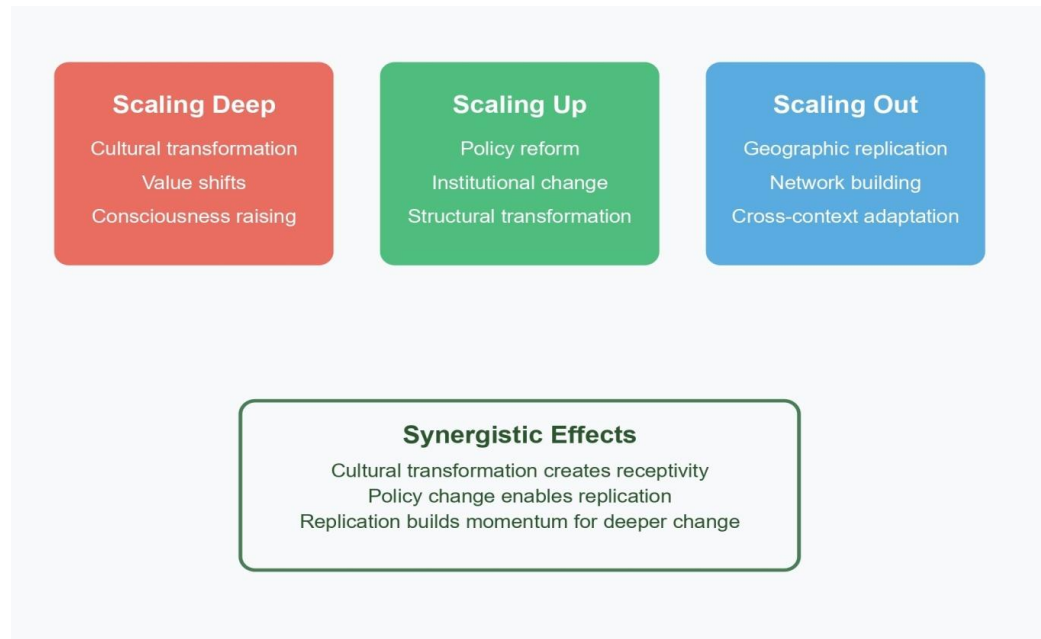 Scaling Deep
Cultural transformation
Value shifts
Consciousness raising
Scaling Up
Policy reform
Institutional change
Structural transformation
Scaling Out
Geographic replication
Network building
Cross-context adaptation
Synergistic Effects
Cultural transformation creates receptivity
Policy change enables replication
Replication builds momentum for deeper change